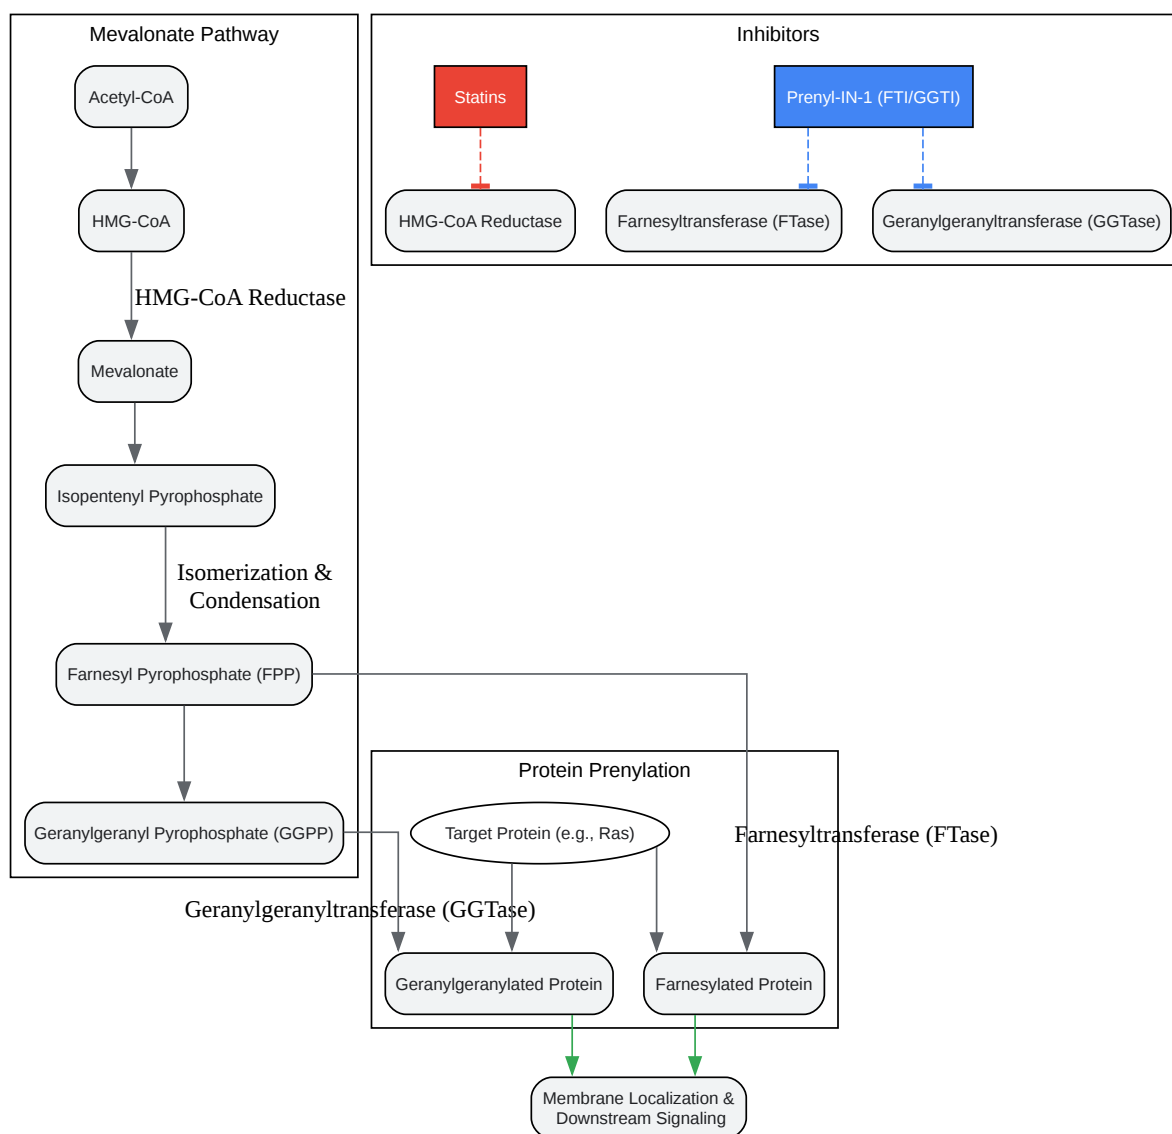 Mevalonate Pathway
Acetyl-CoA
HMG-CoA
HMG-CoA Reductase
Mevalonate
Isopentenyl Pyrophosphate
Isomerization &
Condensation
Farnesyl Pyrophosphate (FPP)
Geranylgeranyl Pyrophosphate (GGPP)
Inhibitors
Statins
Prenyl-IN-1 (FTI/GGTI)
HMG-CoA Reductase
Farnesyltransferase (FTase)
Geranylgeranyltransferase (GGTase)
Protein Prenylation
Target Protein (e.g., Ras)
Farnesyltransferase (FTase)
Geranylgeranyltransferase (GGTase)
Geranylgeranylated Protein
Farnesylated Protein
Membrane Localization &
Downstream Signaling